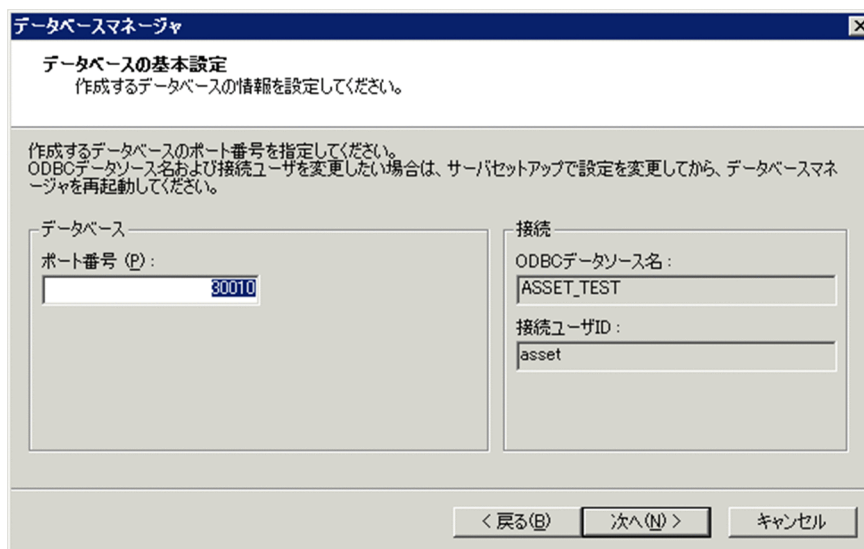 データベースマネージャ
データベースの基本設定
作成するデータベースの情報を設定してください。
作成するデータベースのポート番号を指定してください。
ODBCデータソース名および接続ユーザを変更したい場合は、サーバセットアップで設定を変更してから、データベースマネ
ージャを再起動してください。
データベース
ポート番号 (P) :
30010
接続
ODBCデータソース名 :
ASSET_TEST
接続ユーザID :
asset
< 戻る(B)
次へ(N) >
キャンセル